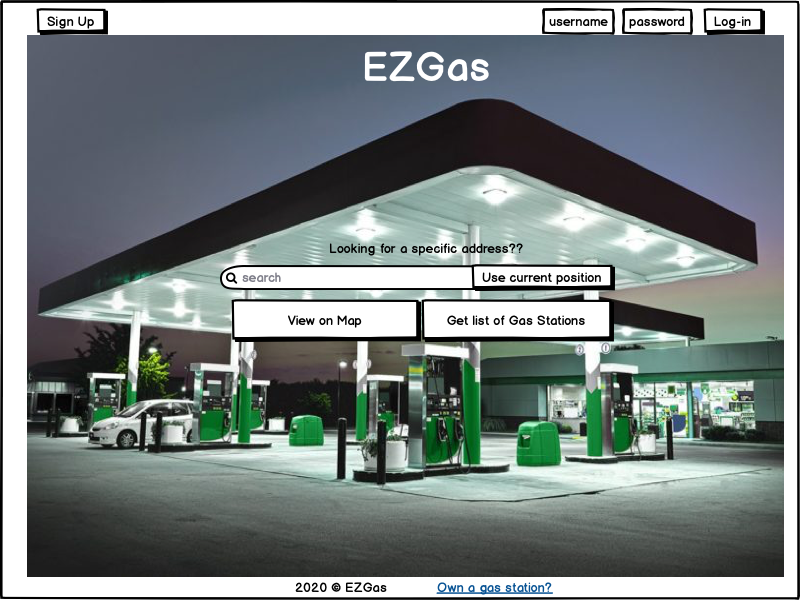 Sign Up
username
password
Log-in
EZGas
Looking for a specific address??
search
Use current position
View on Map
Get list of Gas Stations
2020 © EZGas
Own a gas station?